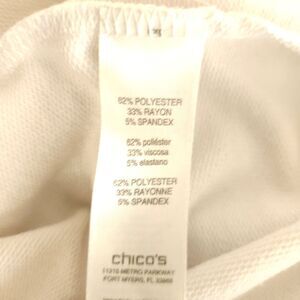 62% POLYESTER
33% RAYON
5% SPANDEX
62% poliéster
33% viscosa
5% elastano
62% POLYESTER
33% RAYONNE
5% SPANDEX
chico's
11215 METRO PARKWAY
FORT MYERS, FL 33966